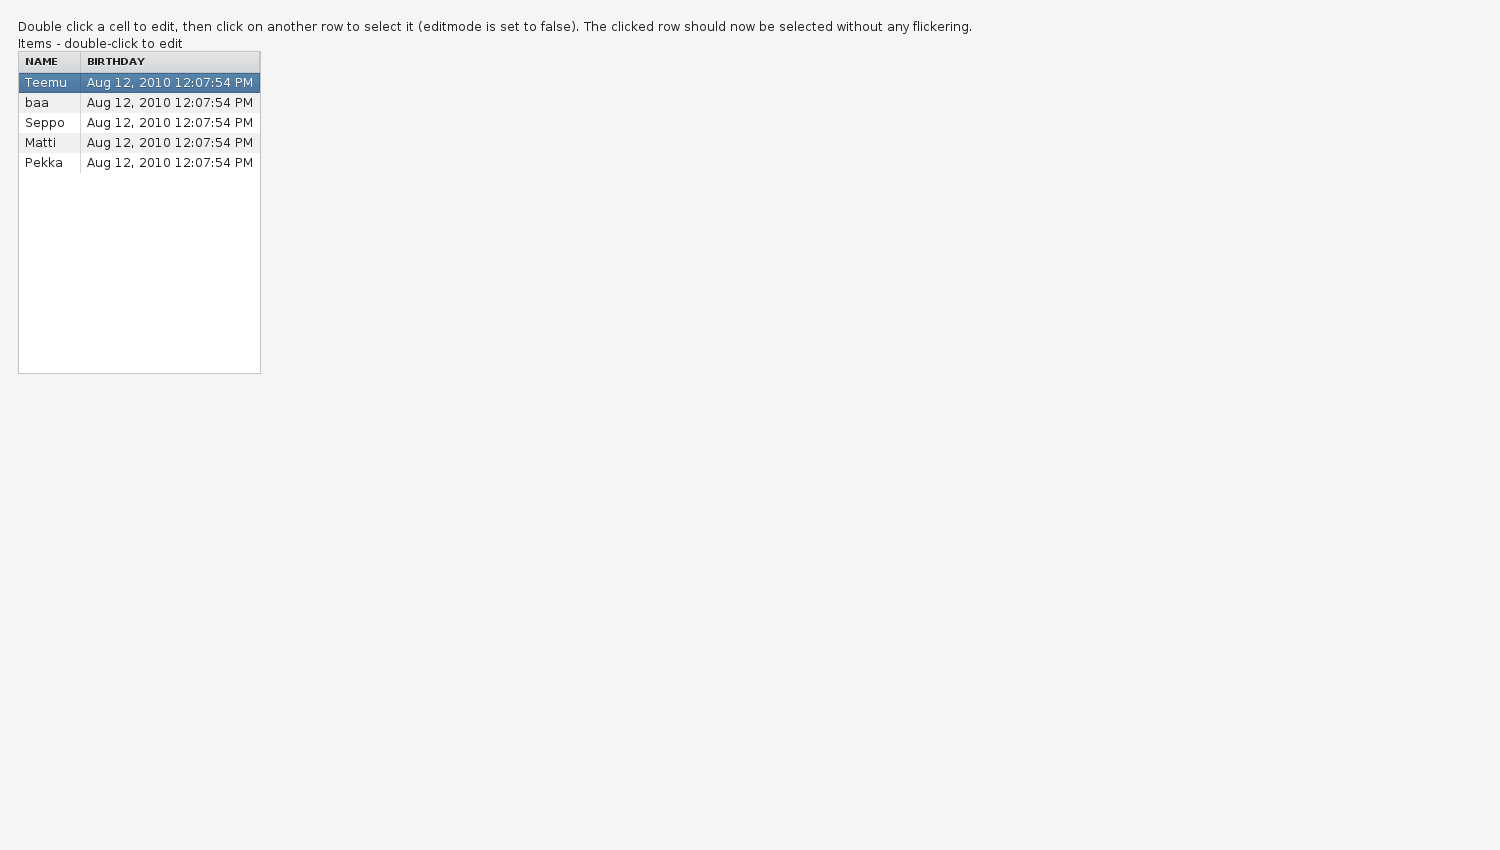 Double click a cell to edit, then click on another row to select it (editmode is set to false). The clicked row should now be selected without any flickering.
Items - double-click to edit
NAME BIRTHDAY
Teemu Aug 12, 2010 12:07:54 PM
baa Aug 12, 2010 12:07:54 PM
Seppo Aug 12, 2010 12:07:54 PM
Matti Aug 12, 2010 12:07:54 PM
Pekka Aug 12, 2010 12:07:54 PM